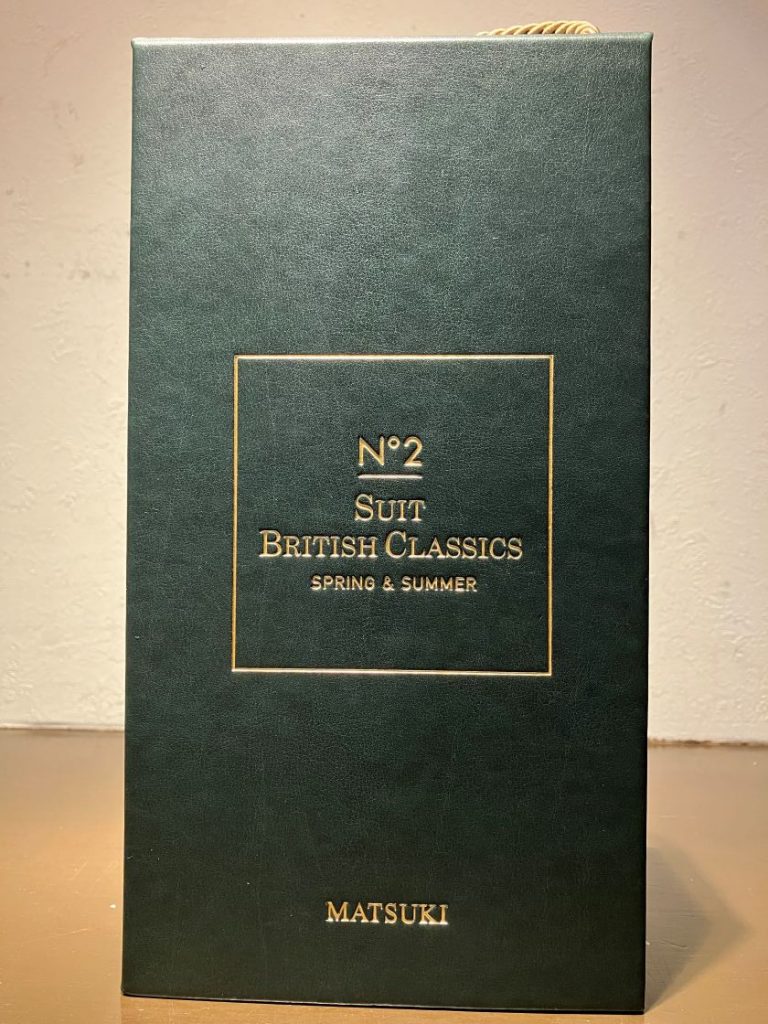 N°2
SUIT
BRITISH CLASSICS
SPRING & SUMMER
MATSUKI